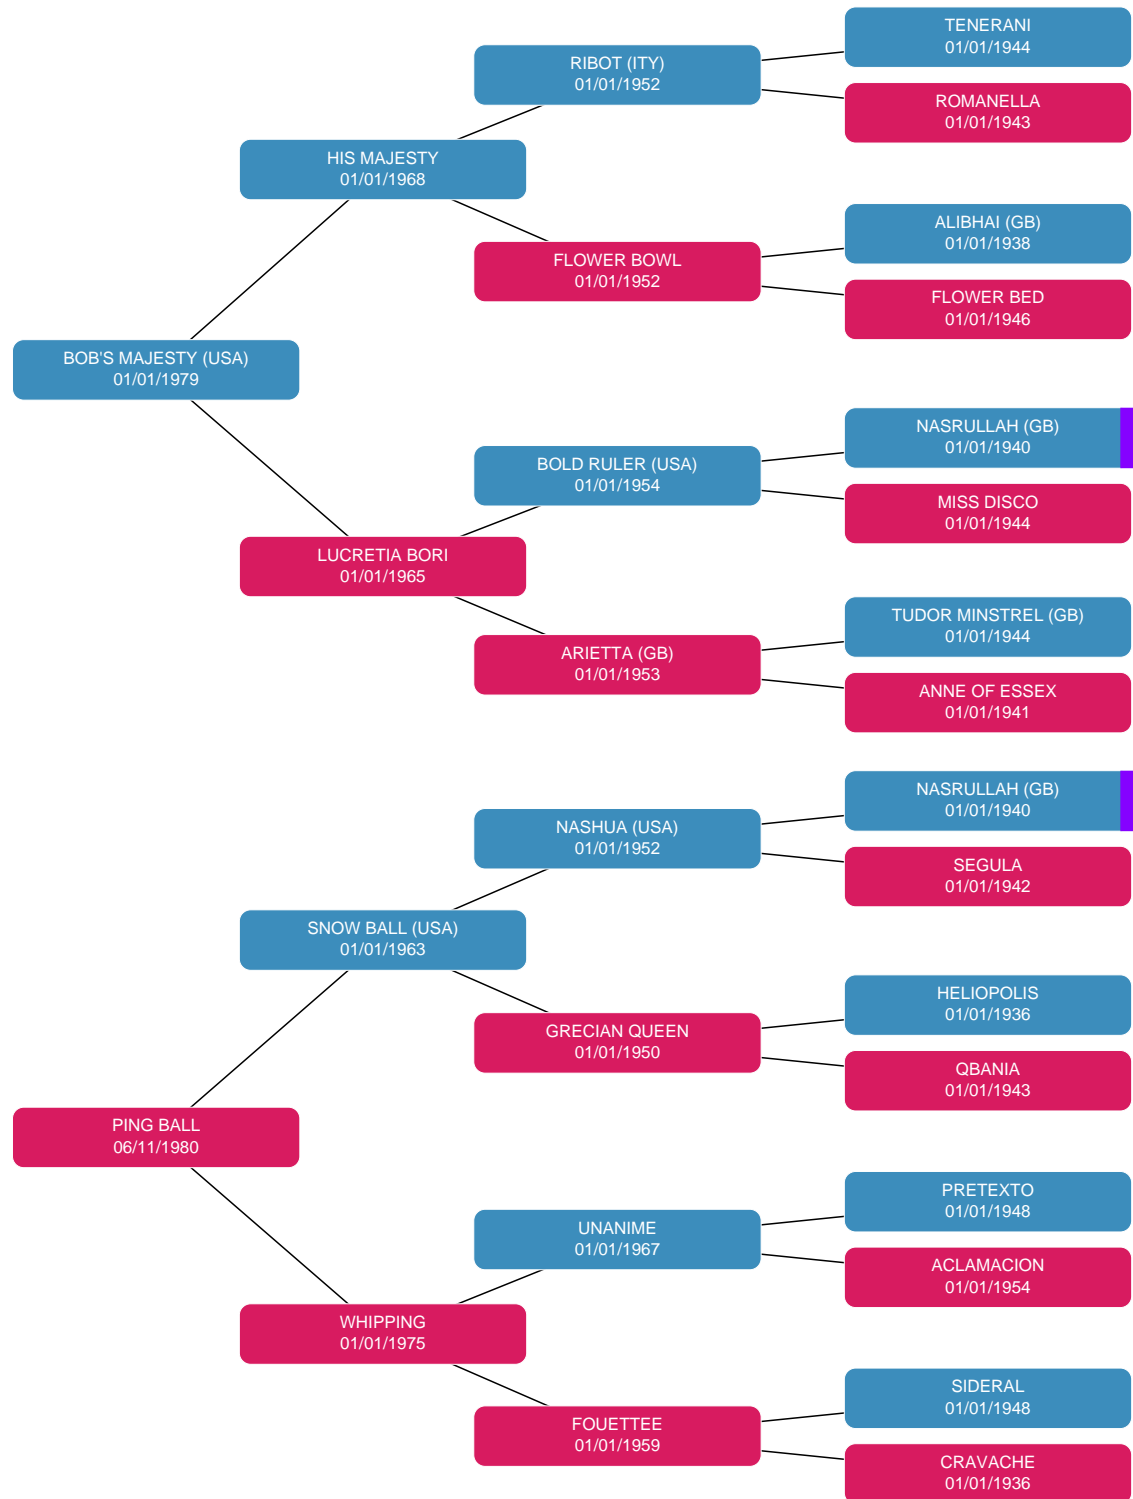 TENERANI
01/01/1944
RIBOT (ITY)
01/01/1952
ROMANELLA
01/01/1943
HIS MAJESTY
01/01/1968
ALIBHAI (GB)
01/01/1938
FLOWER BOWL
01/01/1952
FLOWER BED
01/01/1946
BOB'S MAJESTY (USA)
01/01/1979
NASRULLAH (GB)
01/01/1940
BOLD RULER (USA)
01/01/1954
MISS DISCO
01/01/1944
LUCRETIA BORI
01/01/1965
TUDOR MINSTREL (GB)
01/01/1944
ARIETTA (GB)
01/01/1953
ANNE OF ESSEX
01/01/1941
NASRULLAH (GB)
01/01/1940
NASHUA (USA)
01/01/1952
SEGULA
01/01/1942
SNOW BALL (USA)
01/01/1963
HELIOPOLIS
01/01/1936
GRECIAN QUEEN
01/01/1950
QBANIA
01/01/1943
PING BALL
06/11/1980
PRETEXTO
01/01/1948
UNANIME
01/01/1967
ACLAMACION
01/01/1954
WHIPPING
01/01/1975
SIDERAL
01/01/1948
FOUETTEE
01/01/1959
CRAVACHE
01/01/1936